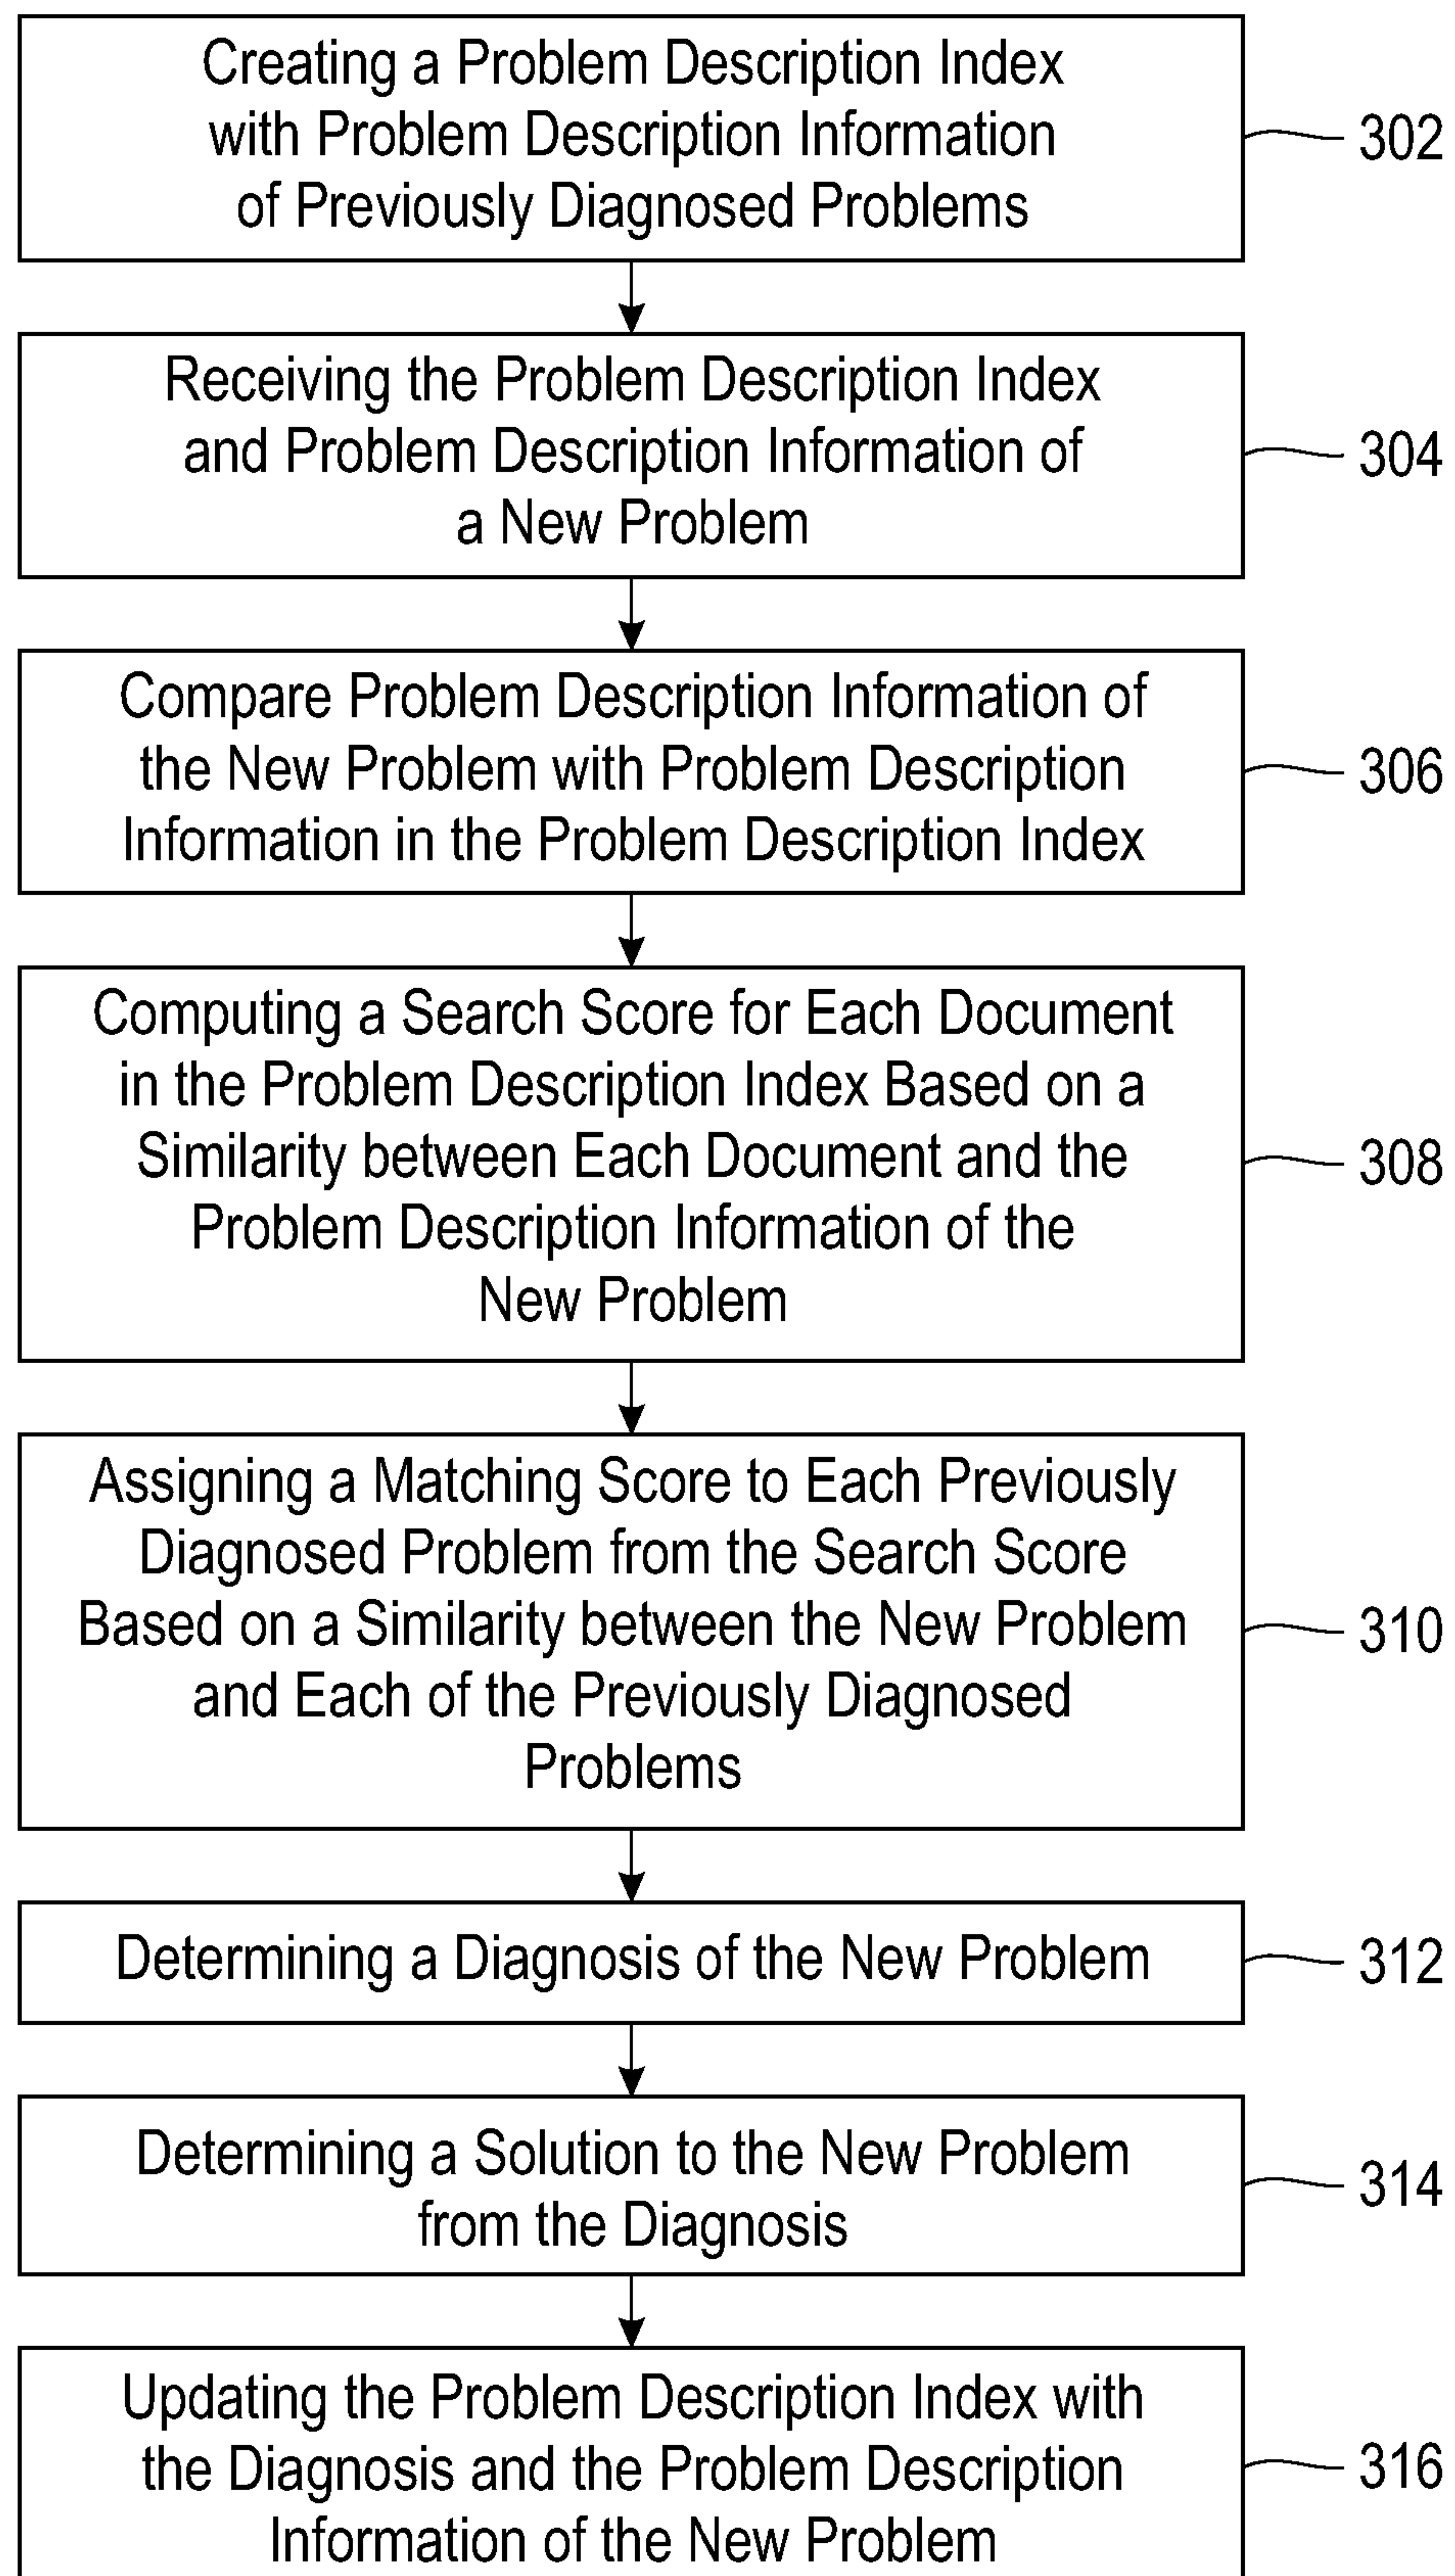 Creating a Problem Description Index
with Problem Description Information
of Previously Diagnosed Problems
302
Receiving the Problem Description Index
and Problem Description Information of
a New Problem
304
Compare Problem Description Information of
the New Problem with Problem Description
Information in the Problem Description Index
306
Computing a Search Score for Each Document
in the Problem Description Index Based on a
Similarity between Each Document and the
Problem Description Information of the
New Problem
308
Assigning a Matching Score to Each Previously
Diagnosed Problem from the Search Score
Based on a Similarity between the New Problem
and Each of the Previously Diagnosed
Problems
310
Determining a Diagnosis of the New Problem
312
Determining a Solution to the New Problem
from the Diagnosis
314
Updating the Problem Description Index with
the Diagnosis and the Problem Description
Information of the New Problem
316